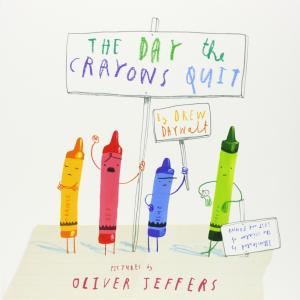 THE DAY the
CRAYONS QUIT
by DREW
DAYWALT
PICTURES by
OLIVER JEFFERS